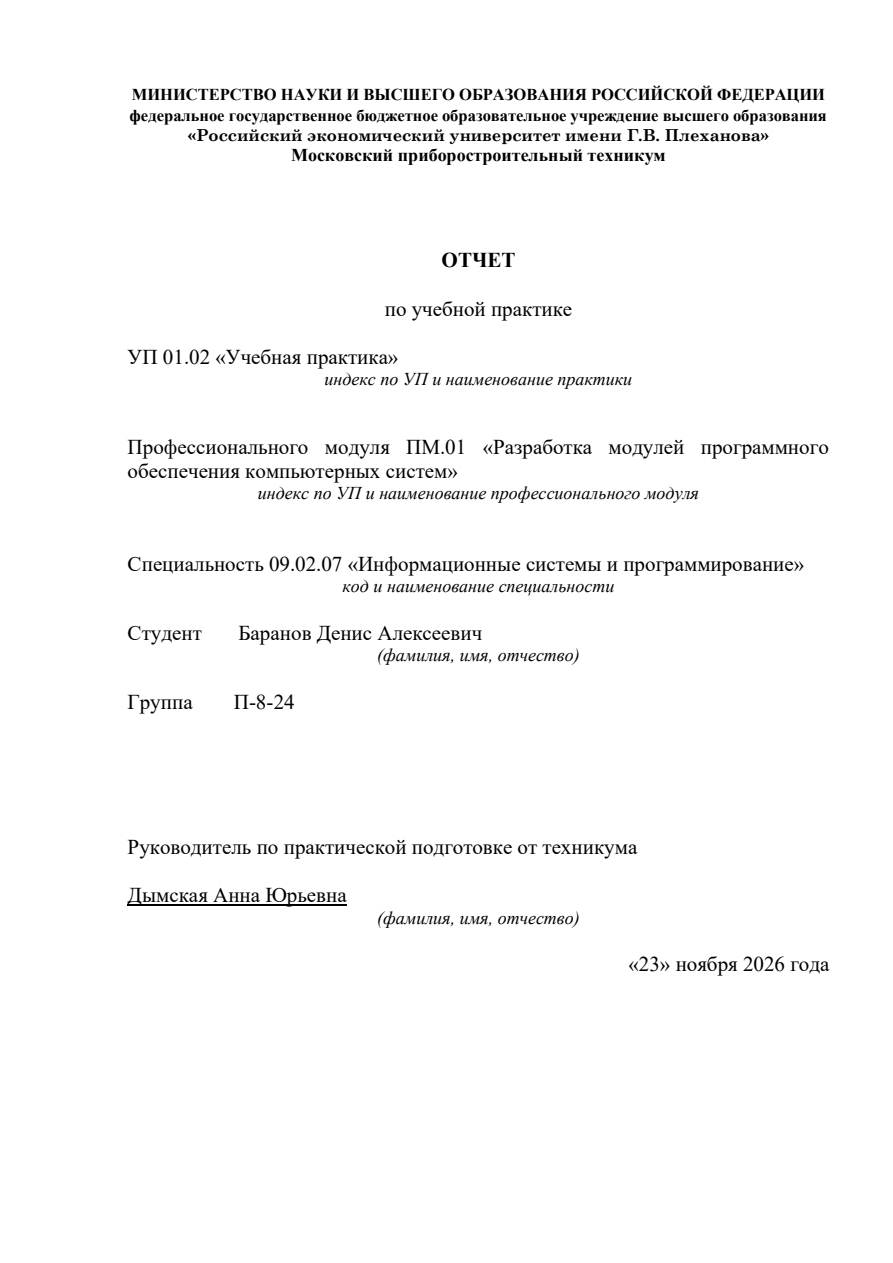 МИНИСТЕРСТВО НАУКИ И ВЫСШЕГО ОБРАЗОВАНИЯ РОССИЙСКОЙ ФЕДЕРАЦИИ
федеральное государственное бюджетное образовательное учреждение высшего образования
«Российский экономический университет имени Г.В. Плеханова»
Московский приборостроительный техникум
ОТЧЕТ
по учебной практике
УП 01.02 «Учебная практика»
индекс по УП и наименование практики
Профессионального модуля ПМ.01 «Разработка модулей программного
обеспечения компьютерных систем»
индекс по УП и наименование профессионального модуля
Специальность 09.02.07 «Информационные системы и программирование»
код и наименование специальности
Студент Баранов Денис Алексеевич
(фамилия, имя, отчество)
Группа П-8-24
Руководитель по практической подготовке от техникума
Дымская Анна Юрьевна
(фамилия, имя, отчество)
«23» ноября 2026 года